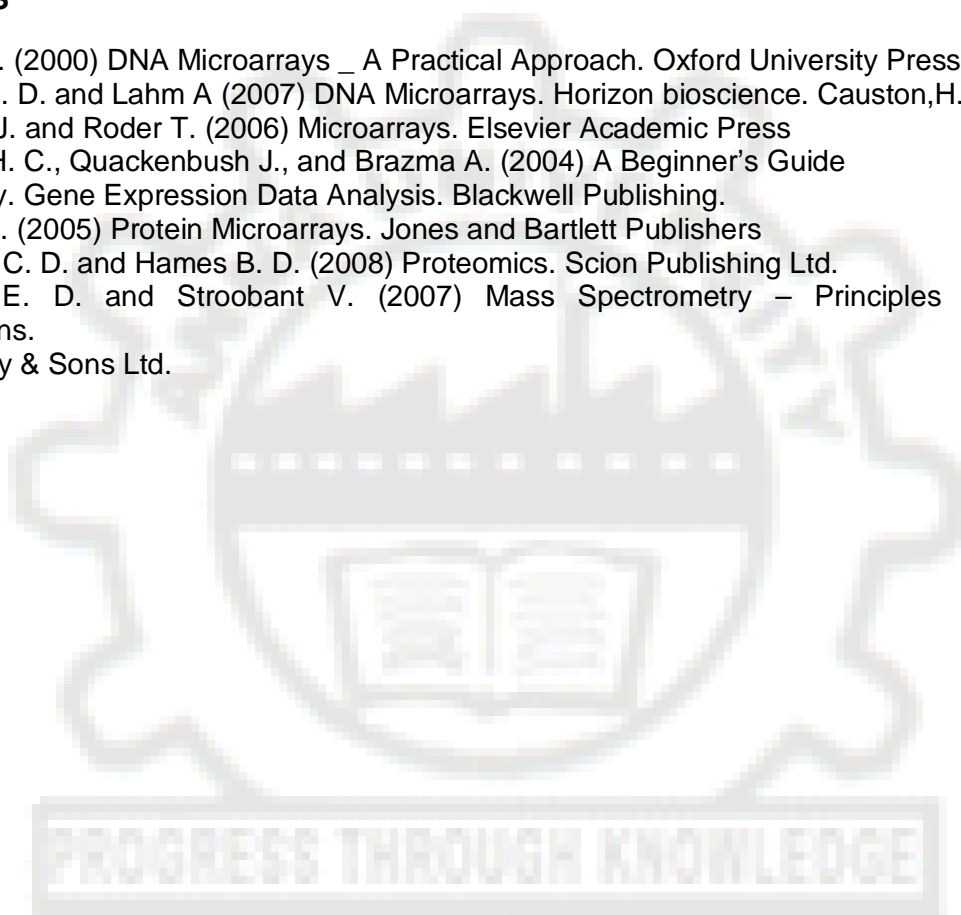 S
. (2000) DNA Microarrays _ A Practical Approach. Oxford University Press
. D. and Lahm A (2007) DNA Microarrays. Horizon bioscience. Causton,H.
J. and Roder T. (2006) Microarrays. Elsevier Academic Press
H. C., Quackenbush J., and Brazma A. (2004) A Beginner's Guide
y. Gene Expression Data Analysis. Blackwell Publishing.
. (2005) Protein Microarrays. Jones and Bartlett Publishers
C. D. and Hames B. D. (2008) Proteomics. Scion Publishing Ltd.
E. D. and Stroobant V. (2007) Mass Spectrometry – Principles
ns.
y & Sons Ltd.
PROGRESS THROUGH KNOWLEDGE